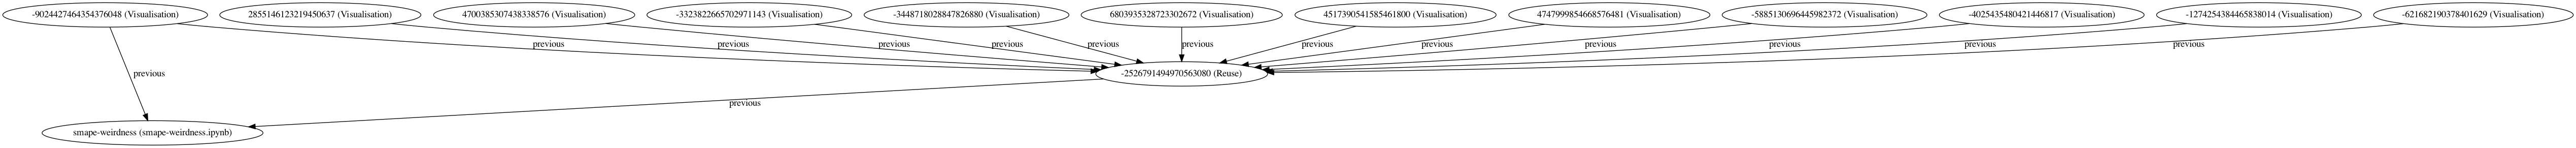 -9024427464354376048 (Visualisation)
2855146123219450637 (Visualisation)
4700385307438338576 (Visualisation)
-3323822665702971143 (Visualisation)
-3448718028847826880 (Visualisation)
6803935328723302672 (Visualisation)
4517390541585461800 (Visualisation)
4747999854668576481 (Visualisation)
-5885130696445982372 (Visualisation)
-4025435480421446817 (Visualisation)
-1274254384465838014 (Visualisation)
-621682190378401629 (Visualisation)
previous
previous
previous
previous
previous
previous
previous
previous
previous
previous
previous
previous
previous
-2526791494970563080 (Reuse)
previous
smape-weirdness (smape-weirdness.ipynb)